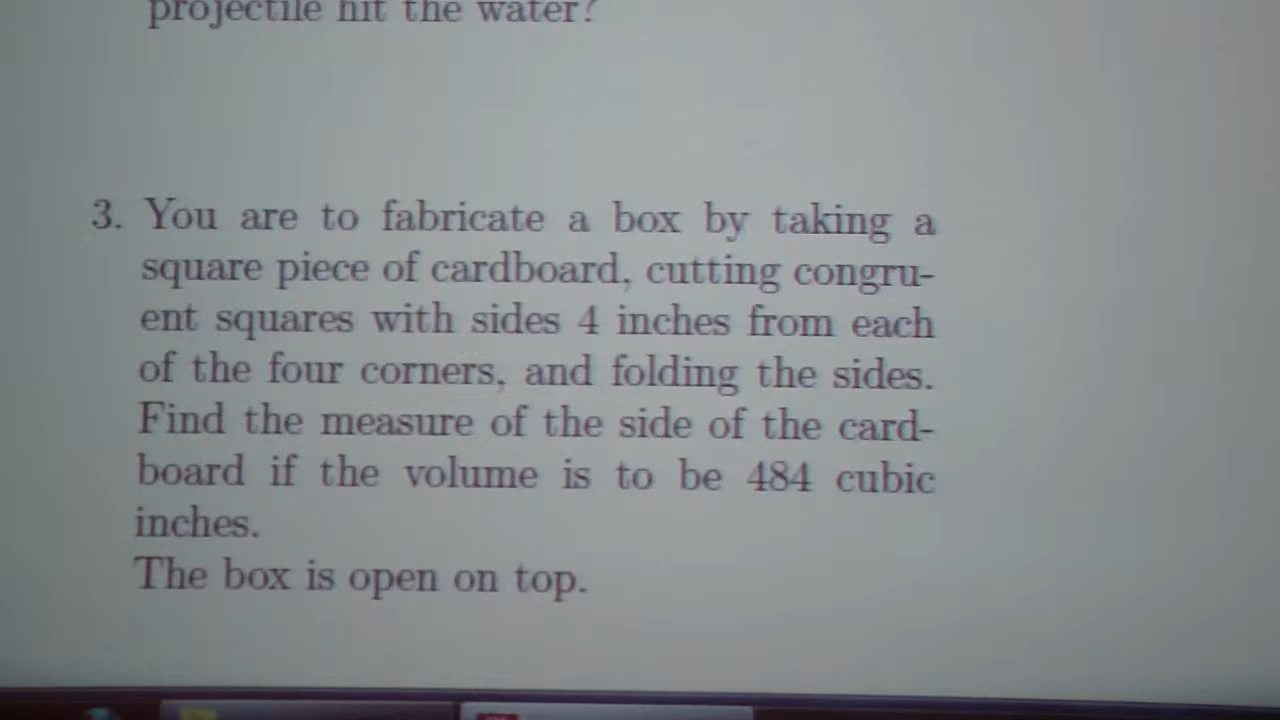 projectile hit the water?
3. You are to fabricate a box by taking a
square piece of cardboard, cutting congru-
ent squares with sides 4 inches from each
of the four corners, and folding the sides.
Find the measure of the side of the card-
board if the volume is to be 484 cubic
inches.
The box is open on top.